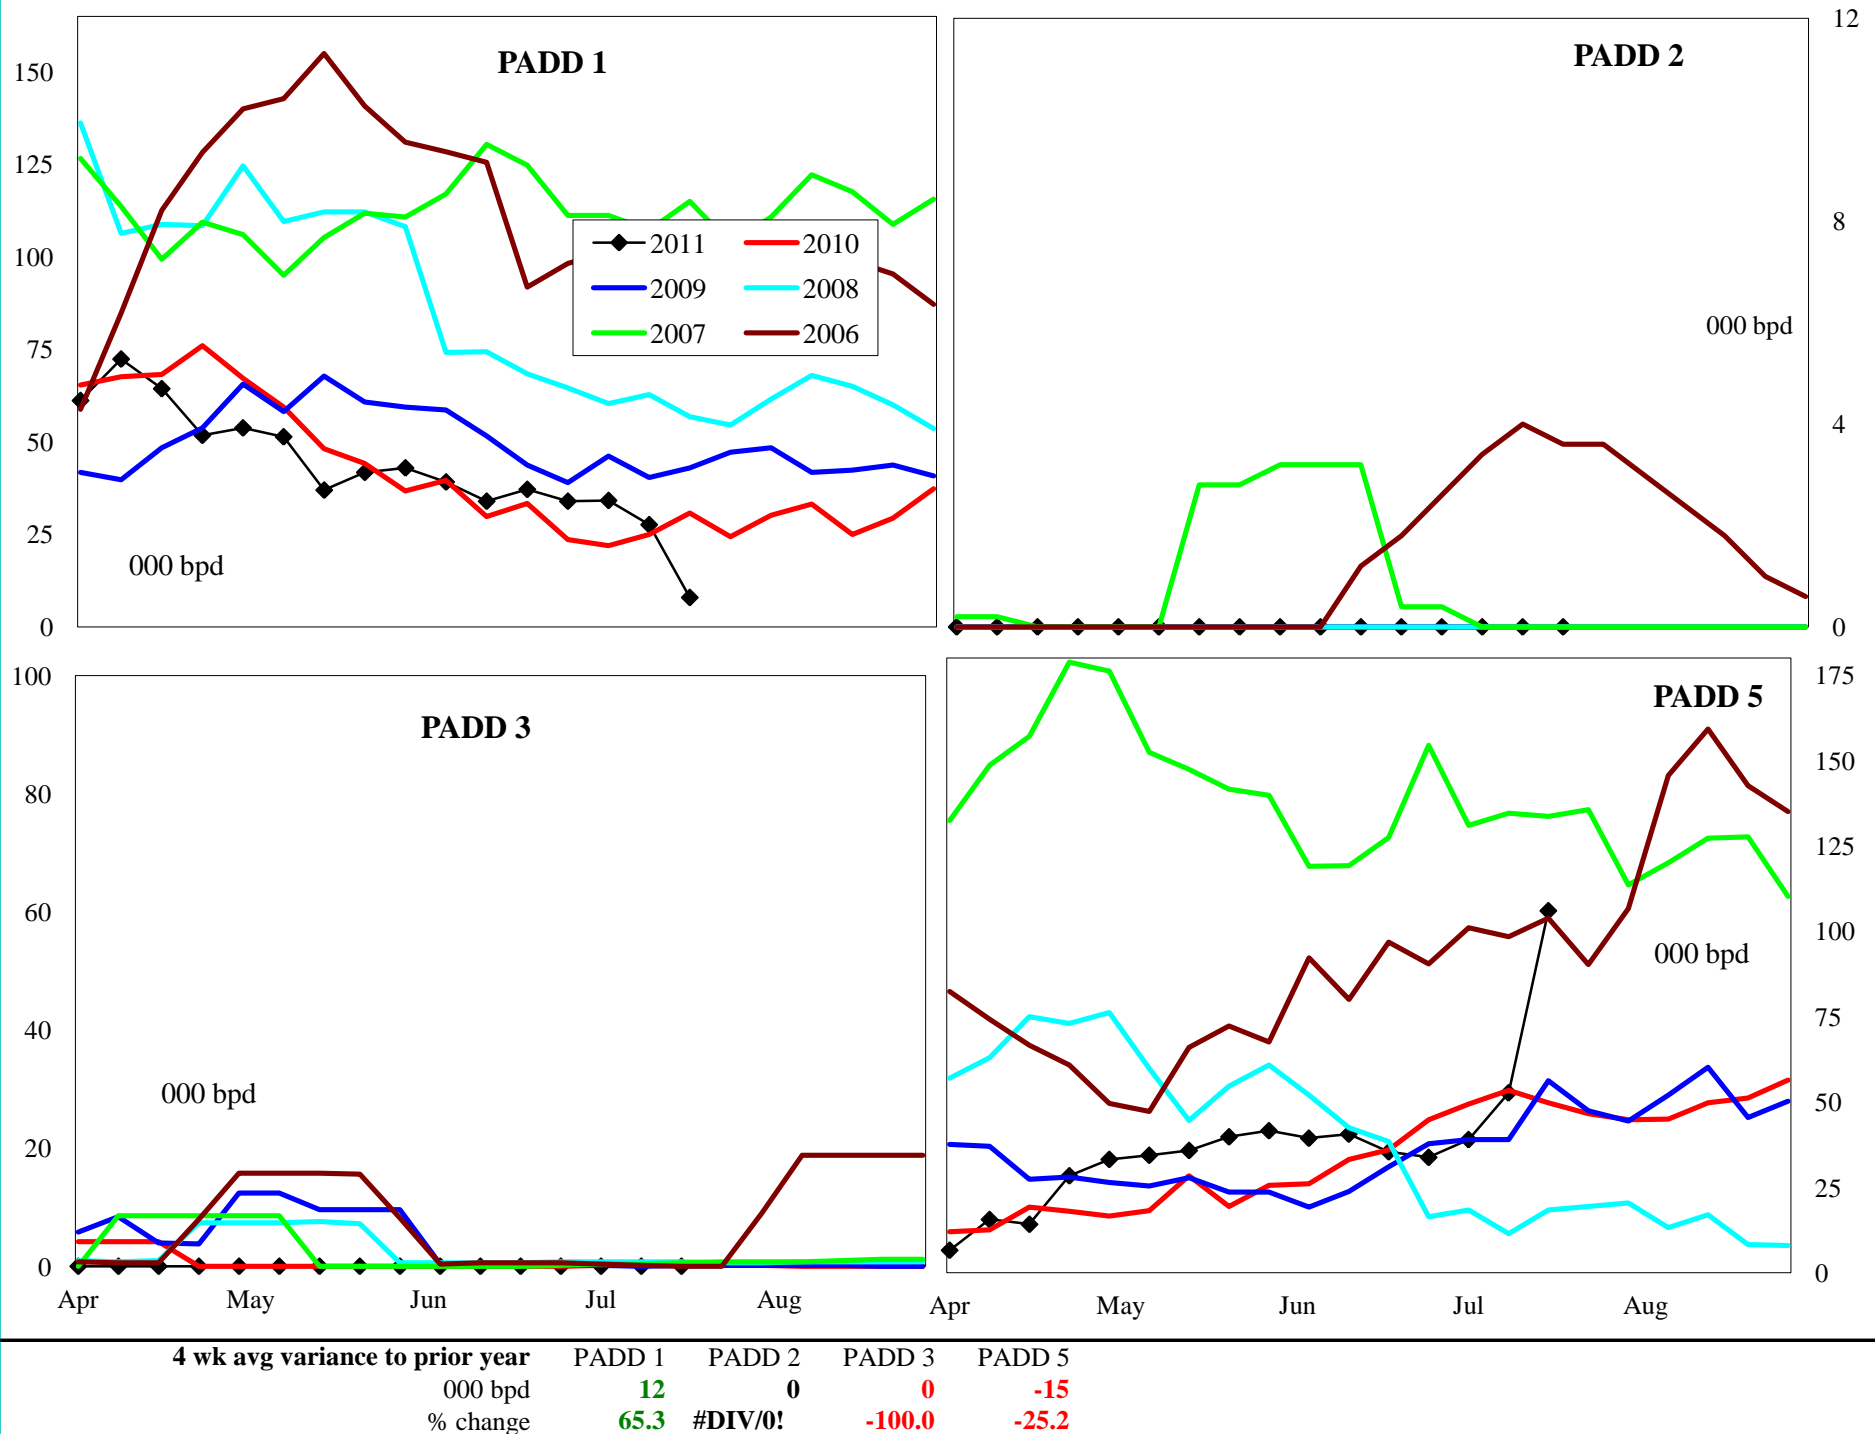 PADD 1
150
125
100
75
50
25
0
000 bpd
2011 2010
2009 2008
2007 2006
PADD 2
12
8
4
0
000 bpd
PADD 3
100
80
60
40
20
0
000 bpd
Apr May Jun Jul Aug
PADD 5
175
150
125
100
75
50
25
0
000 bpd
Apr May Jun Jul Aug
4 wk avg variance to prior year PADD 1 PADD 2 PADD 3 PADD 5
000 bpd 12 0 0 -15
% change 65.3 #DIV/0! -100.0 -25.2